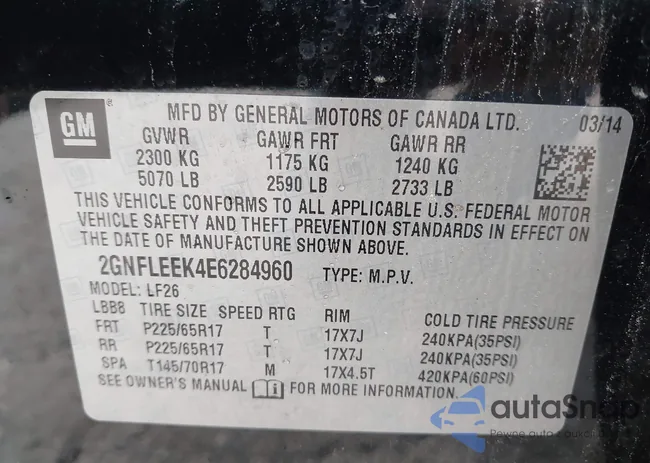 GM
MFD BY GENERAL MOTORS OF CANADA LTD. 03/14
GVWR GAWR FRT GAWR RR
2300 KG 1175 KG 1240 KG
5070 LB 2590 LB 2733 LB
THIS VEHICLE CONFORMS TO ALL APPLICABLE U.S. FEDERAL MOTOR
VEHICLE SAFETY AND THEFT PREVENTION STANDARDS IN EFFECT ON
THE DATE OF MANUFACTURE SHOWN ABOVE.
2GNFLEEK4E6284960 TYPE: M.P.V.
MODEL: LF26
LBB8 TIRE SIZE SPEED RTG RIM COLD TIRE PRESSURE
FRT P225/65R17 T 17X7J 240KPA(35PSI)
RR P225/65R17 T 17X7J 240KPA(35PSI)
SPA T145/70R17 M 17X4.5T 420KPA(60PSI)
SEE OWNER'S MANUAL FOR MORE INFORMATION.
autoSnap